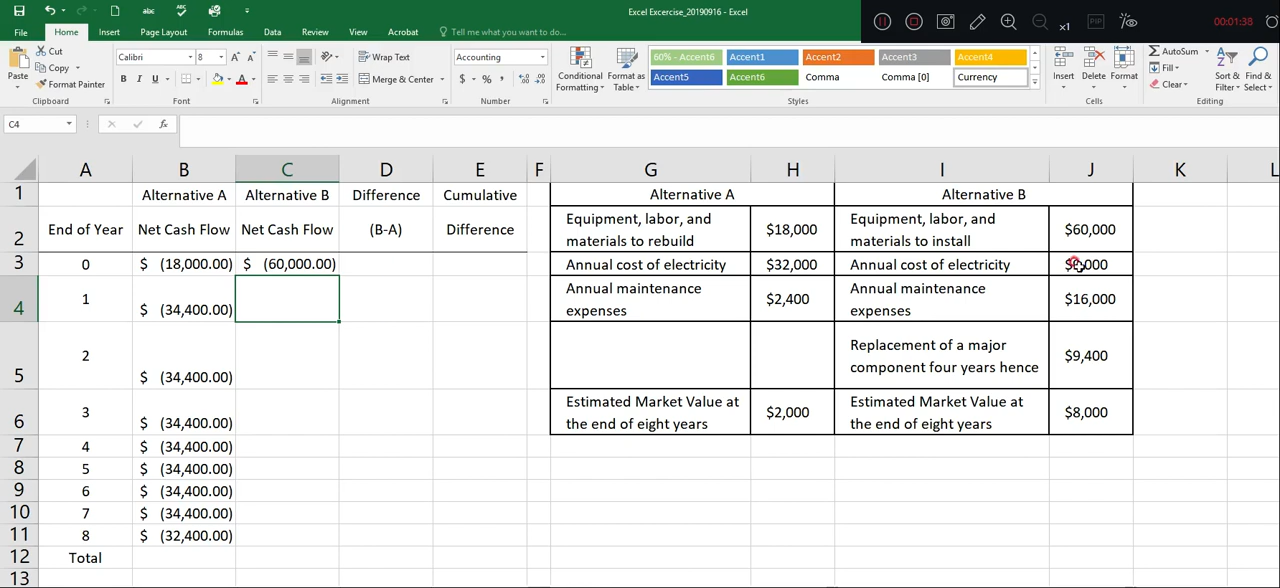 Excel Excercise_20190916 - Excel
00:01:38
File Home Insert Page Layout Formulas Data Review View Acrobat Tell me what you want to do...
Paste
Cut
Copy
Format Painter
Calibri 8
B I U
Wrap Text
Merge & Center
Accounting
$ % ,
Conditional Formatting
Format as Table
60% - Accent6 Accent1 Accent2 Accent3 Accent4
Accent5 Accent6 Comma Comma [0] Currency
Insert Delete Format
AutoSum
Fill
Clear
Sort & Filter
Find & Select
Clipboard Font Alignment Number Styles Cells Editing
C4 fx
A B C D E F G H I J K L
1 Alternative A Alternative B Difference Cumulative Alternative A Alternative B
2 End of Year Net Cash Flow Net Cash Flow (B-A) Difference Equipment, labor, and materials to rebuild $18,000 Equipment, labor, and materials to install $60,000
3 0 $ (18,000.00) $ (60,000.00) Annual cost of electricity $32,000 Annual cost of electricity
4 1 $ (34,400.00) Annual maintenance expenses $2,400 Annual maintenance expenses $16,000
5 2 $ (34,400.00) Replacement of a major component four years hence $9,400
6 3 $ (34,400.00) Estimated Market Value at the end of eight years $2,000 Estimated Market Value at the end of eight years $8,000
7 4 $ (34,400.00)
8 5 $ (34,400.00)
9 6 $ (34,400.00)
10 7 $ (34,400.00)
11 8 $ (32,400.00)
12 Total
13